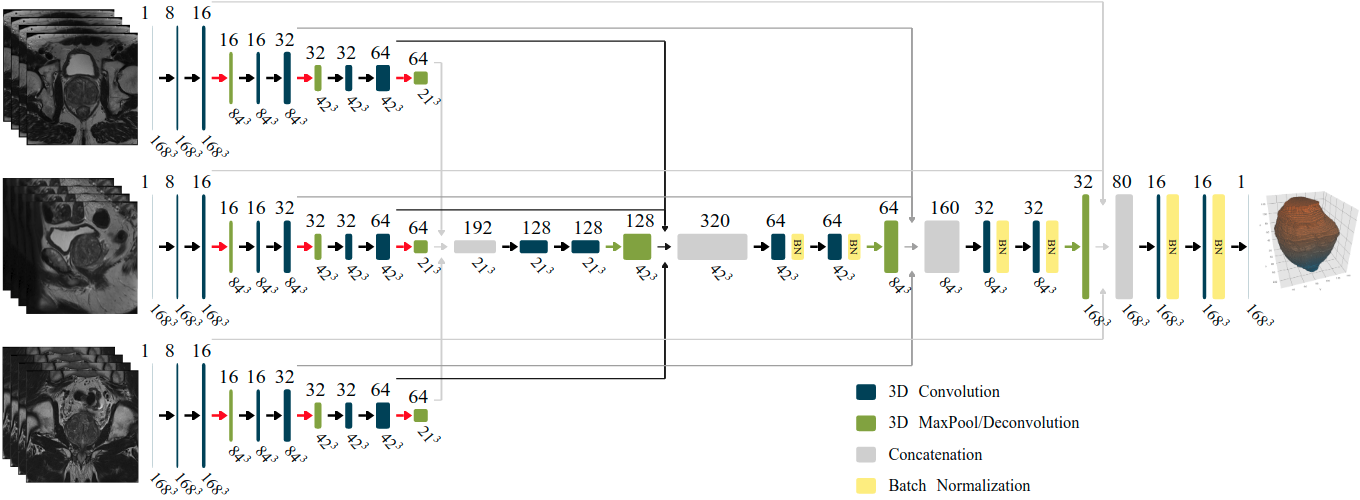 1 8 16
16 16 32
32 32 64
64
168³ 168³ 168³
84³ 84³ 84³
42³ 42³ 42³
21³
1 8 16
16 16 32
32 32 64
64
192 128 128 128
320 64 64 64
160 32 32 32
80 16 16 1
BN BN BN BN BN BN
168³ 168³ 168³
84³ 84³ 84³
42³ 42³ 42³
21³ 21³ 21³ 21³
42³ 42³ 42³ 42³
84³ 84³ 84³ 84³
168³ 168³ 168³ 168³ 168³
1 8 16
16 16 32
32 32 64
64
168³ 168³ 168³
84³ 84³ 84³
42³ 42³ 42³
21³
3D Convolution
3D MaxPool/Deconvolution
Concatenation
Batch Normalization